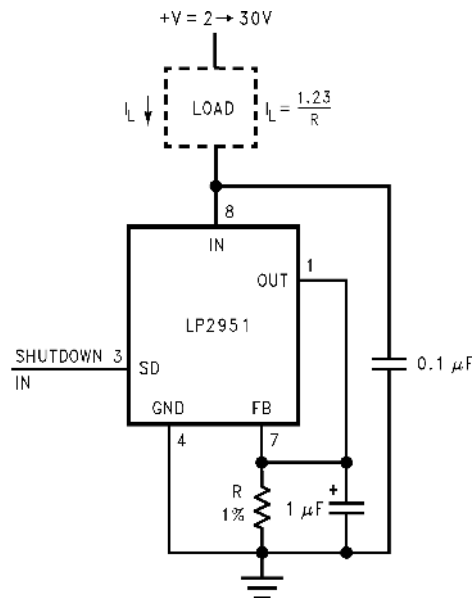 +V = 2 → 30V
I_L ↓ LOAD I_L = 1.23/R
8
IN
OUT 1
LP2951
SHUTDOWN 3 SD
IN
0.1 µF
GND FB
4 7
R
1% 1 µF +